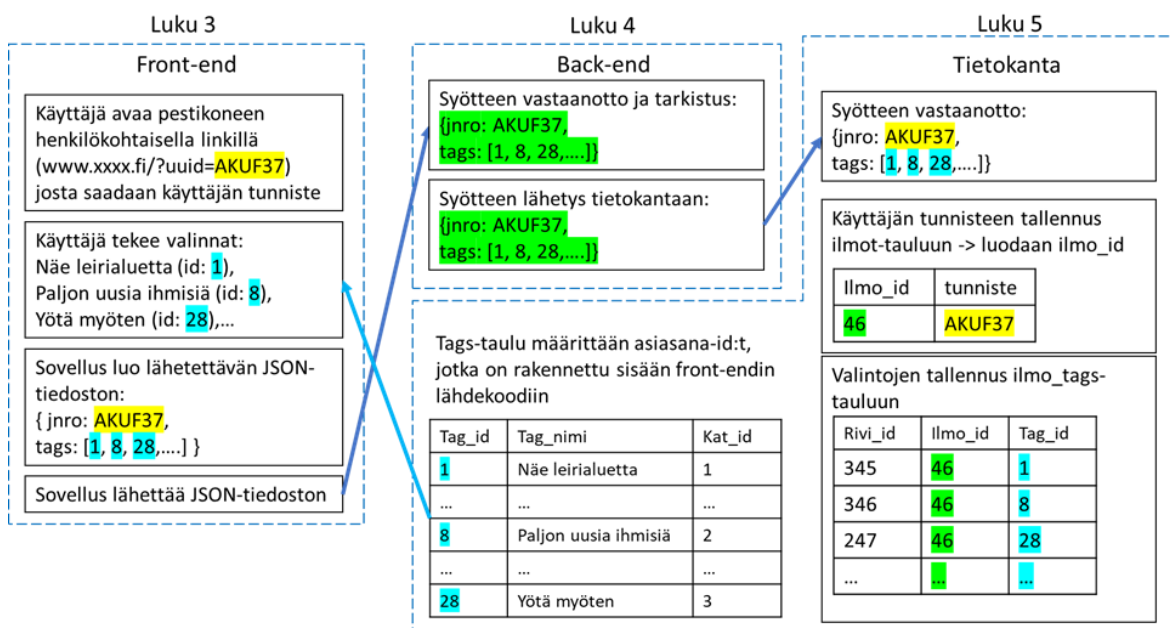 Luku 3
Front-end
Käyttäjä avaa pestikoneen
henkilökohtaisella linkillä
(www.xxxx.fi/?uuid=AKUF37)
josta saadaan käyttäjän tunniste
Käyttäjä tekee valinnat:
Näe leirialuetta (id: 1),
Paljon uusia ihmisiä (id: 8),
Yötä myöten (id: 28),…
Sovellus luo lähetettävän JSON-
tiedoston:
{ jnro: AKUF37,
tags: [1, 8, 28,….] }
Sovellus lähettää JSON-tiedoston
Luku 4
Back-end
Syötteen vastaanotto ja tarkistus:
{jnro: AKUF37,
tags: [1, 8, 28,….]}
Syötteen lähetys tietokantaan:
{jnro: AKUF37,
tags: [1, 8, 28,….]}
Tags-taulu määrittään asiasana-id:t,
jotka on rakennettu sisään front-endin
lähdekoodiin
Tag_id Tag_nimi Kat_id
1 Näe leirialuetta 1
… … …
8 Paljon uusia ihmisiä 2
… … …
28 Yötä myöten 3
Luku 5
Tietokanta
Syötteen vastaanotto:
{jnro: AKUF37,
tags: [1, 8, 28,….]}
Käyttäjän tunnisteen tallennus
ilmot-tauluun -> luodaan ilmo_id
Ilmo_id tunniste
46 AKUF37
Valintojen tallennus ilmo_tags-
tauluun
Rivi_id Ilmo_id Tag_id
345 46 1
346 46 8
247 46 28
… … …